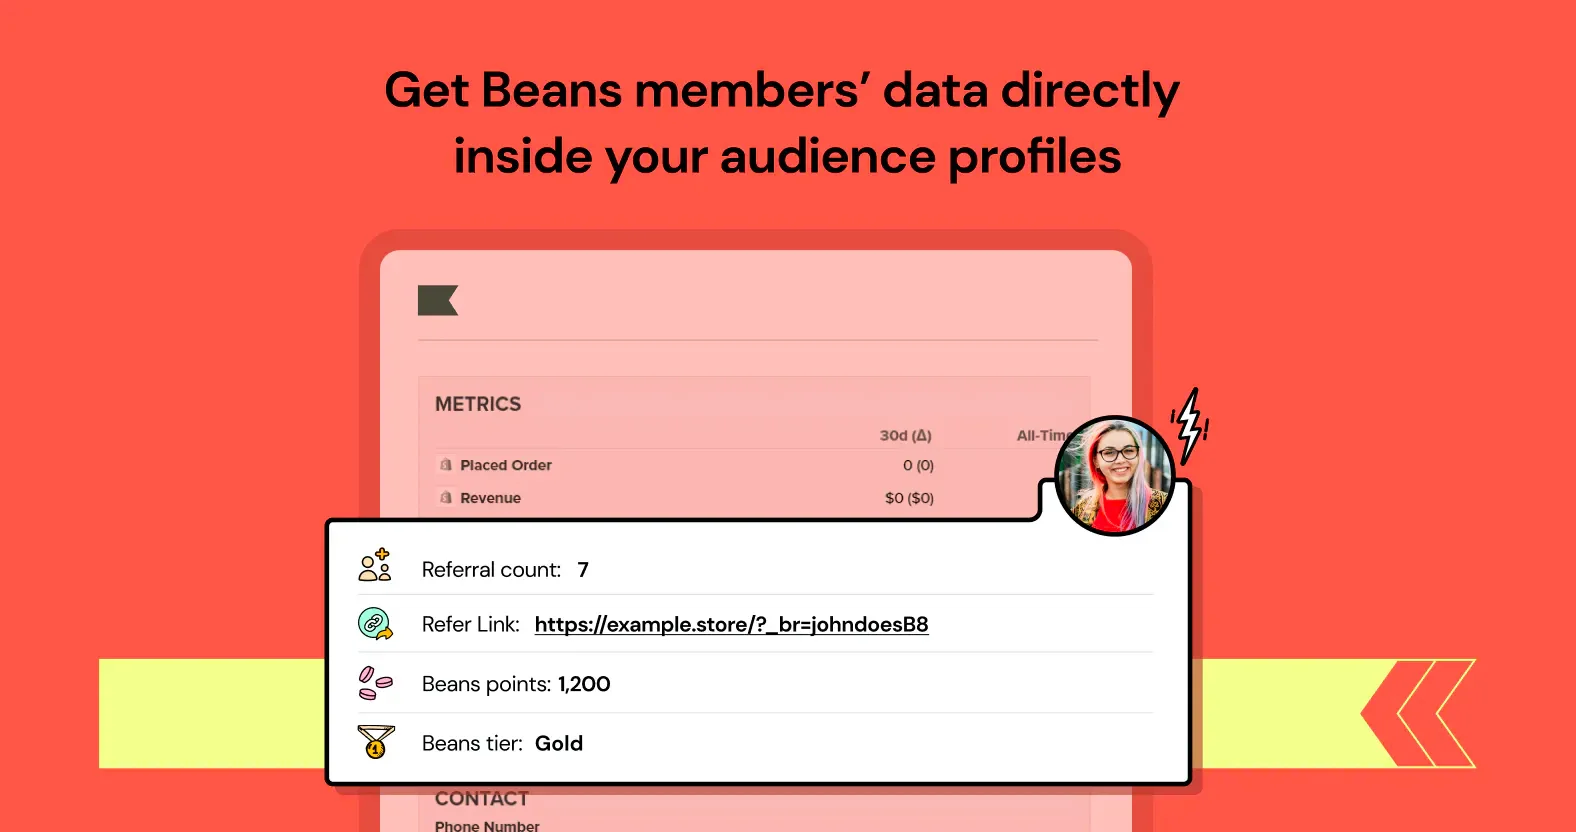 Get Beans members’ data directly
inside your audience profiles
METRICS
30d (Δ) All-Time
Placed Order 0 (0)
Revenue $0 ($0)
Referral count: 7
Refer Link: https://example.store/?_br=johndoesB8
Beans points: 1,200
1
Beans tier: Gold
CONTACT
Phone Number